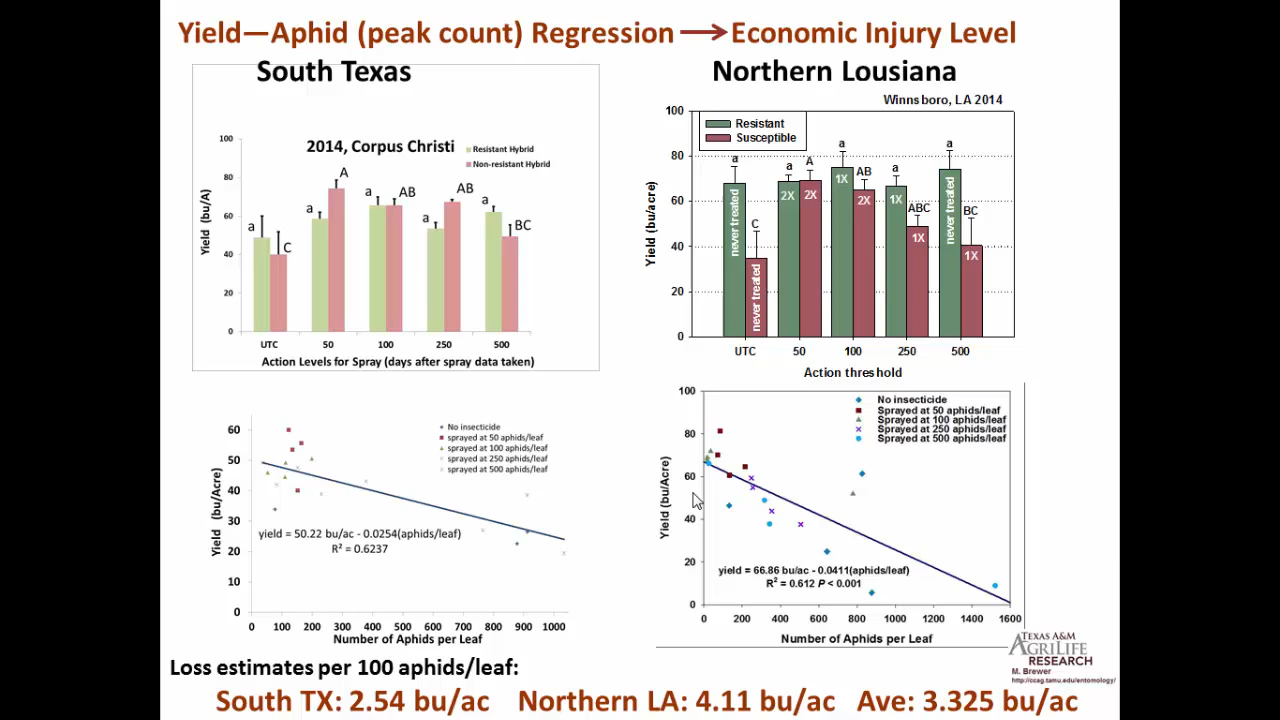 Yield—Aphid (peak count) Regression → Economic Injury Level
South Texas
Northern Lousiana
2014, Corpus Christi
Resistant Hybrid
Non-resistant Hybrid
100
80
60
40
20
0
Yield (bu/A)
a
C
a
A
a
AB
a
AB
a
BC
UTC
50
100
250
500
Action Levels for Spray (days after spray data taken)
Winnsboro, LA 2014
Resistant
Susceptible
100
80
60
40
20
0
Yield (bu/acre)
a
C
a
A
a
AB
a
ABC
a
BC
never treated
never treated
2X
2X
1X
2X
1X
1X
never treated
1X
UTC
50
100
250
500
Action threshold
No insecticide
sprayed at 50 aphids/leaf
sprayed at 100 aphids/leaf
sprayed at 250 aphids/leaf
sprayed at 500 aphids/leaf
60
50
40
30
20
10
0
Yield (bu/Acre)
yield = 50.22 bu/ac - 0.0254(aphids/leaf)
R² = 0.6237
0 100 200 300 400 500 600 700 800 900 1000
Number of Aphids per Leaf
No insecticide
Sprayed at 50 aphids/leaf
Sprayed at 100 aphids/leaf
Sprayed at 250 aphids/leaf
Sprayed at 500 aphids/leaf
100
80
60
40
20
0
Yield (bu/Acre)
yield = 66.86 bu/ac - 0.0411(aphids/leaf)
R² = 0.612 P < 0.001
0 200 400 600 800 1000 1200 1400 1600
Number of Aphids per Leaf
TEXAS A&M
AGRILIFE
RESEARCH
M. Brewer
http://ccag.tamu.edu/entomology/
Loss estimates per 100 aphids/leaf:
South TX: 2.54 bu/ac Northern LA: 4.11 bu/ac Ave: 3.325 bu/ac